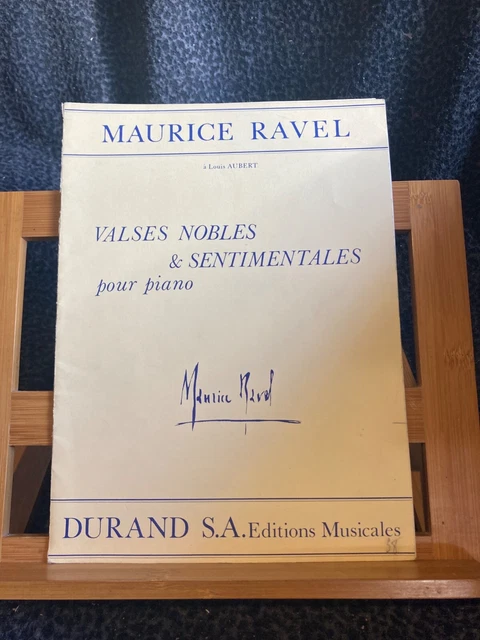 MAURICE RAVEL
à Louis AUBERT
VALSES NOBLES
& SENTIMENTALES
pour piano
Maurice Ravel
DURAND S.A. Editions Musicales